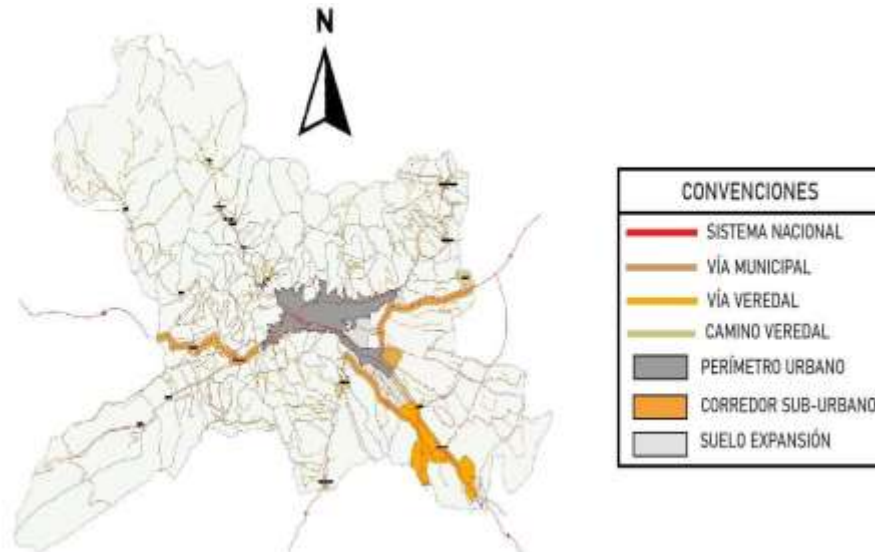 N
CONVENCIONES
SISTEMA NACIONAL
VÍA MUNICIPAL
VÍA VEREDAL
CAMINO VEREDAL
PERÍMETRO URBANO
CORREDOR SUB-URBANO
SUELO EXPANSIÓN